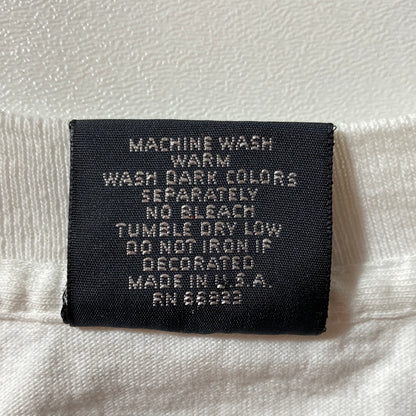 MACHINE WASH
WARM
WASH DARK COLORS
SEPARATELY
NO BLEACH
TUMBLE DRY LOW
DO NOT IRON IF
DECORATED
MADE IN U.S.A.
RN